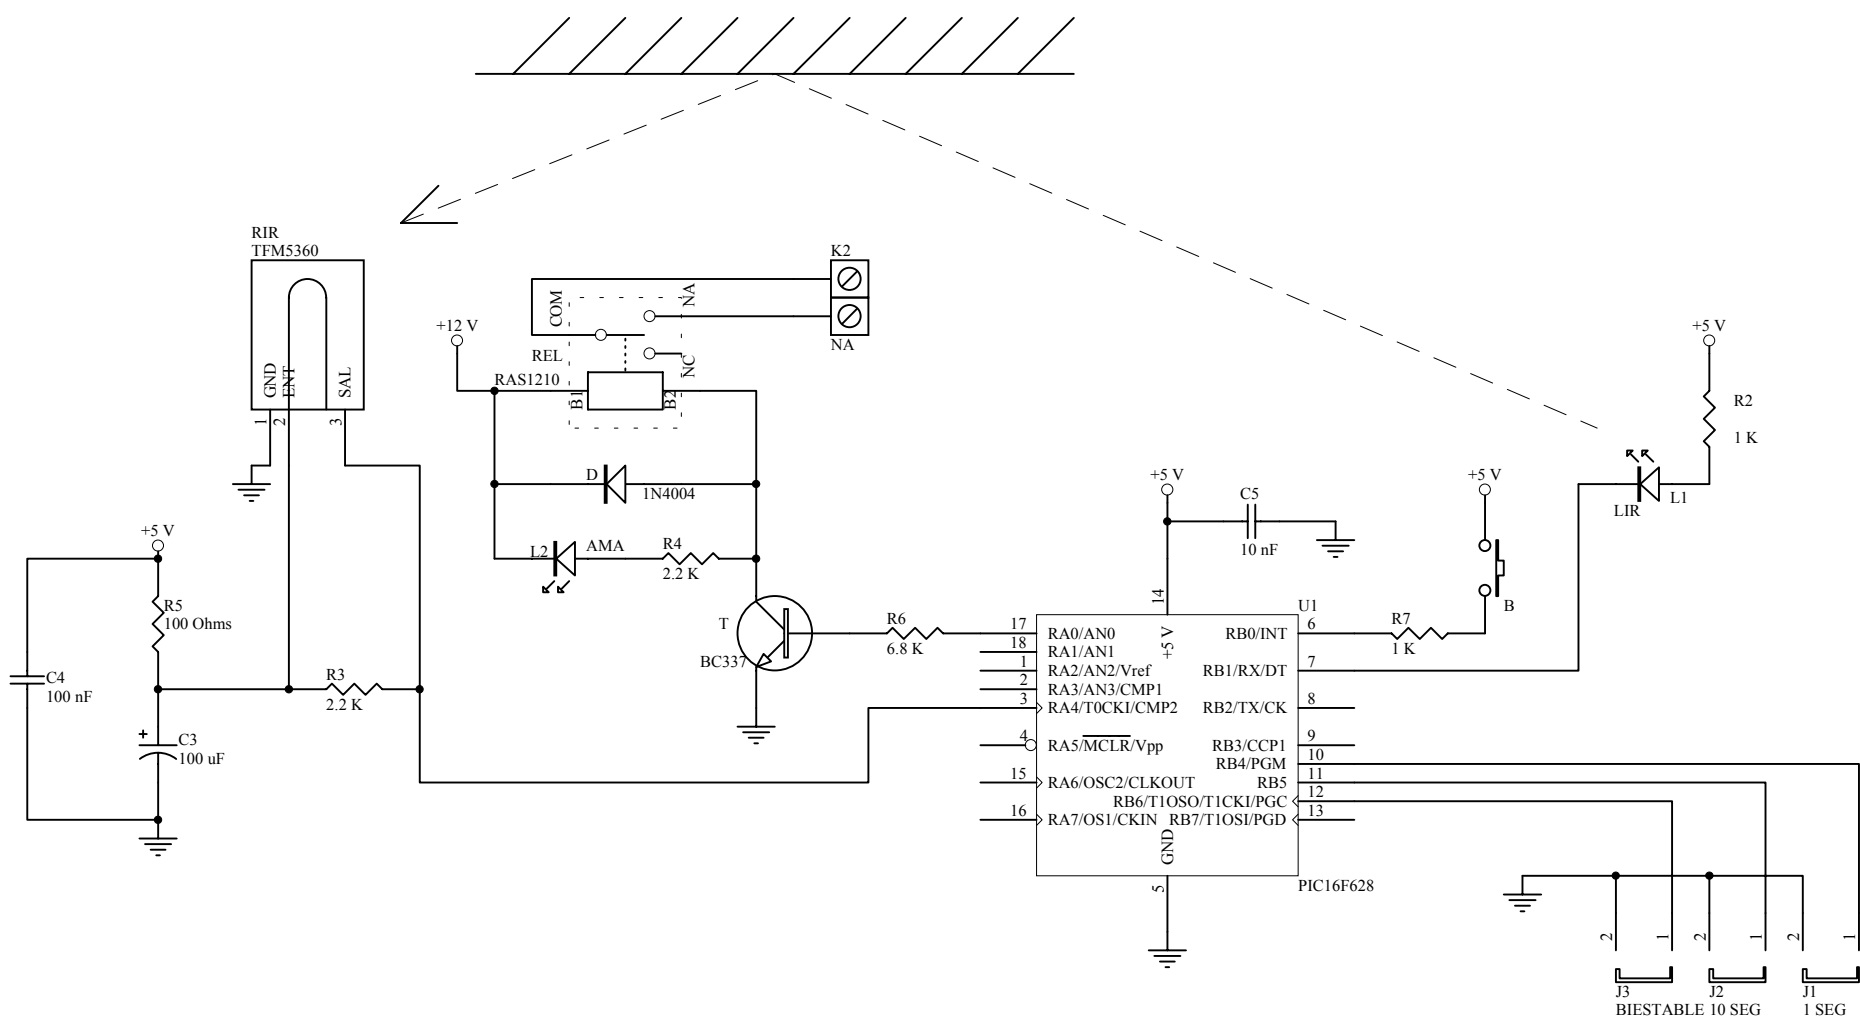 RIR
TFM5360
GND
ENT
SAL
1
2
3
K2
NA
COM
NA
NC
+12 V
REL
RAS1210
B1
B2
D
1N4004
L2
AMA
R4
2.2 K
T
BC337
R6
6.8 K
+5 V
R5
100 Ohms
C4
100 nF
R3
2.2 K
+
C3
100 uF
+5 V
C5
10 nF
+5 V
B
R7
1 K
+5 V
R2
1 K
LIR
L1
U1
14
+5 V
17 RA0/AN0
18 RA1/AN1
1 RA2/AN2/Vref
2 RA3/AN3/CMP1
3 RA4/T0CKI/CMP2
4 RA5/MCLR/Vpp
15 RA6/OSC2/CLKOUT
16 RA7/OS1/CKIN
RB0/INT 6
RB1/RX/DT 7
RB2/TX/CK 8
RB3/CCP1 9
RB4/PGM 10
RB5 11
RB6/T1OSO/T1CKI/PGC 12
RB7/T1OSI/PGD 13
GND
5
PIC16F628
2
1
2
1
2
1
J3
BIESTABLE
J2
10 SEG
J1
1 SEG